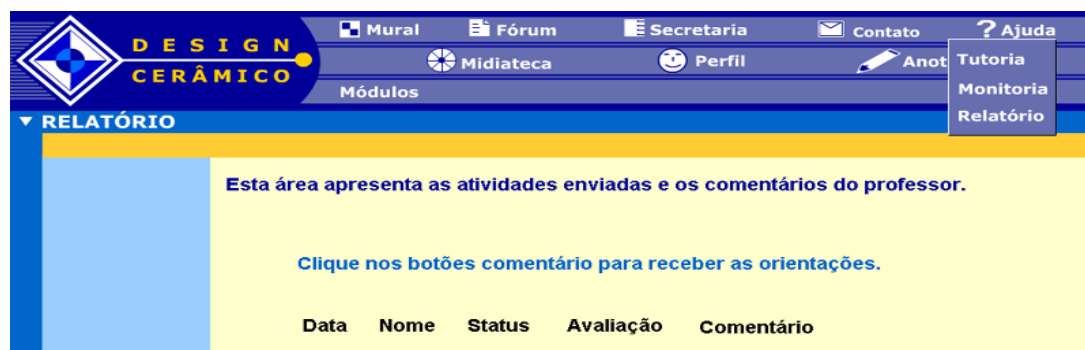 DESIGN
CERÂMICO
Mural Fórum Secretaria Contato ? Ajuda
Midiateca Perfil Anot
Módulos
Tutoria
Monitoria
Relatório
RELATÓRIO
Esta área apresenta as atividades enviadas e os comentários do professor.
Clique nos botões comentário para receber as orientações.
Data Nome Status Avaliação Comentário